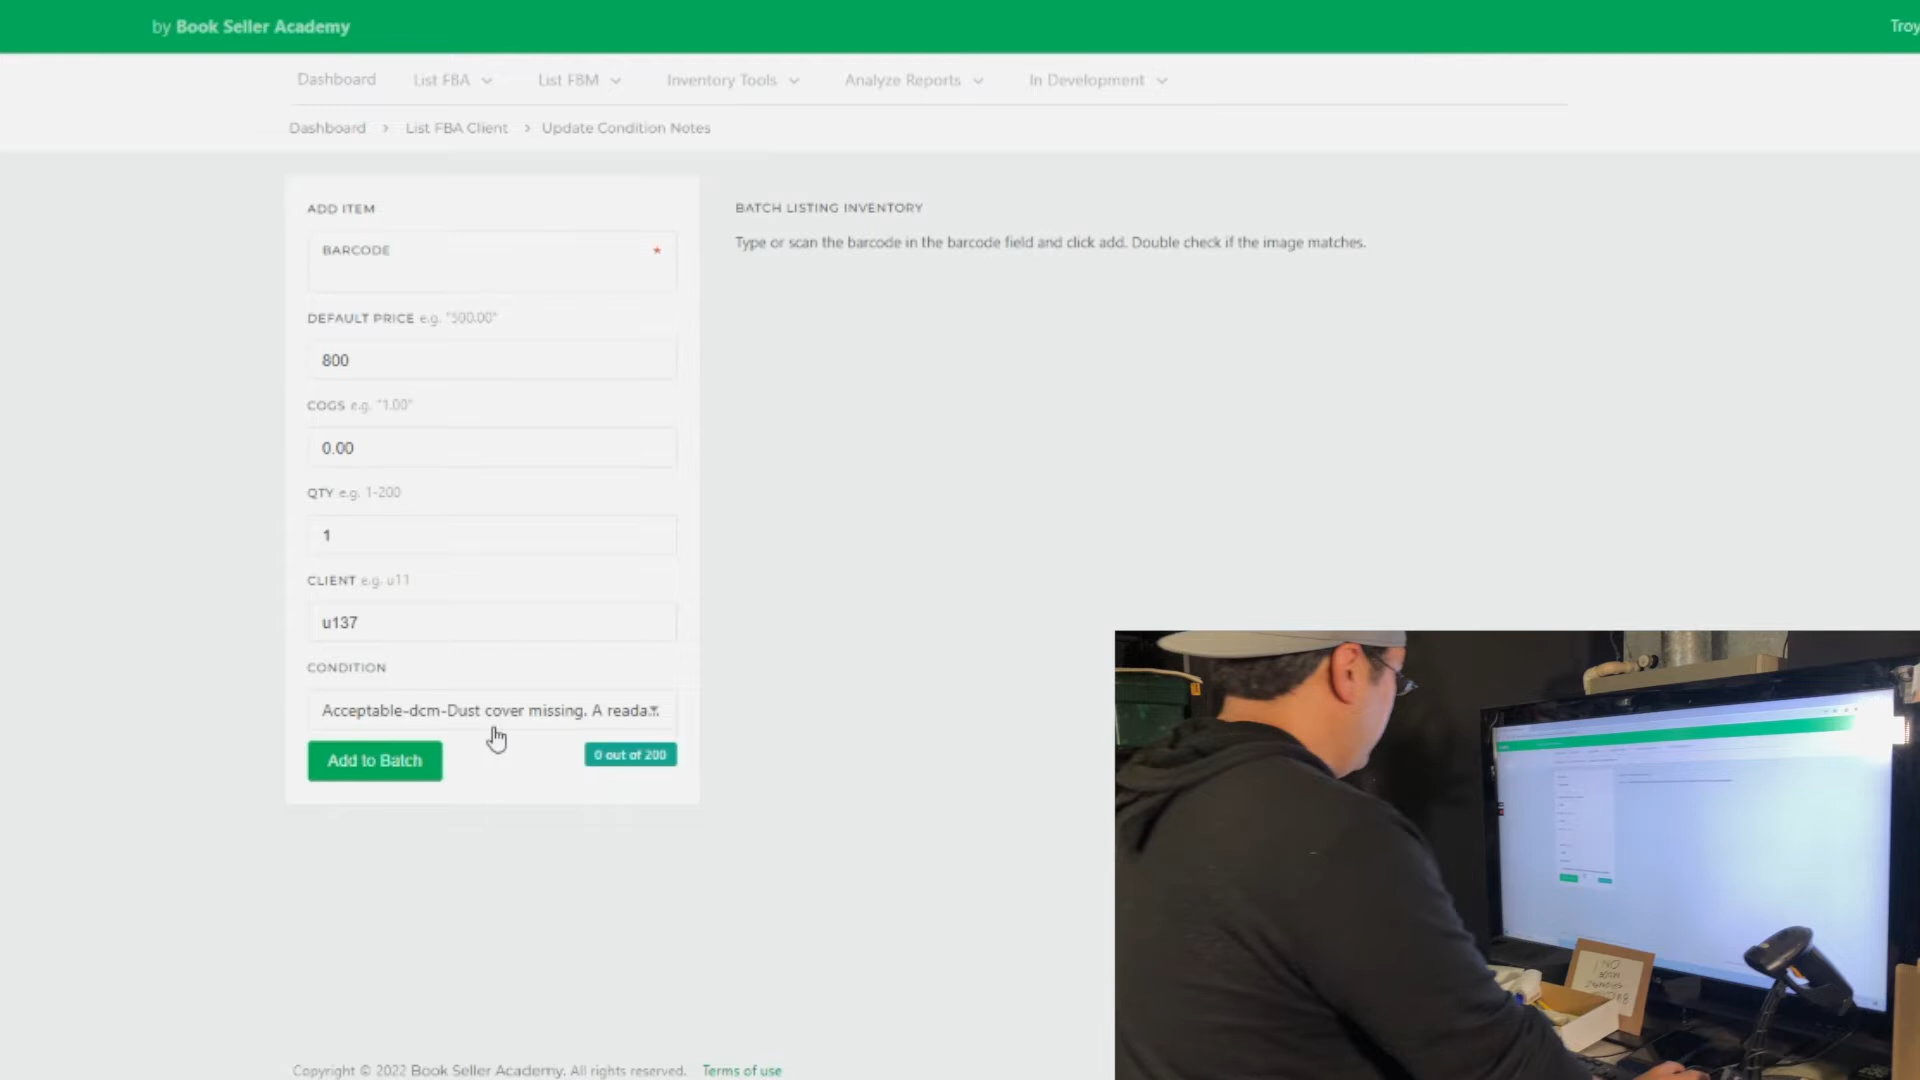 by Book Seller Academy
Troy
Dashboard List FBA List FBM Inventory Tools Analyze Reports In Development
Dashboard > List FBA Client > Update Condition Notes
ADD ITEM
BARCODE *
DEFAULT PRICE e.g. "500.00"
800
COGS e.g. "1.00"
0.00
QTY e.g. 1-200
1
CLIENT e.g. u11
u137
CONDITION
Acceptable-dcm-Dust cover missing. A reada
Add to Batch
0 out of 200
BATCH LISTING INVENTORY
Type or scan the barcode in the barcode field and click add. Double check if the image matches.
Copyright © 2022 Book Seller Academy. All rights reserved. Terms of use